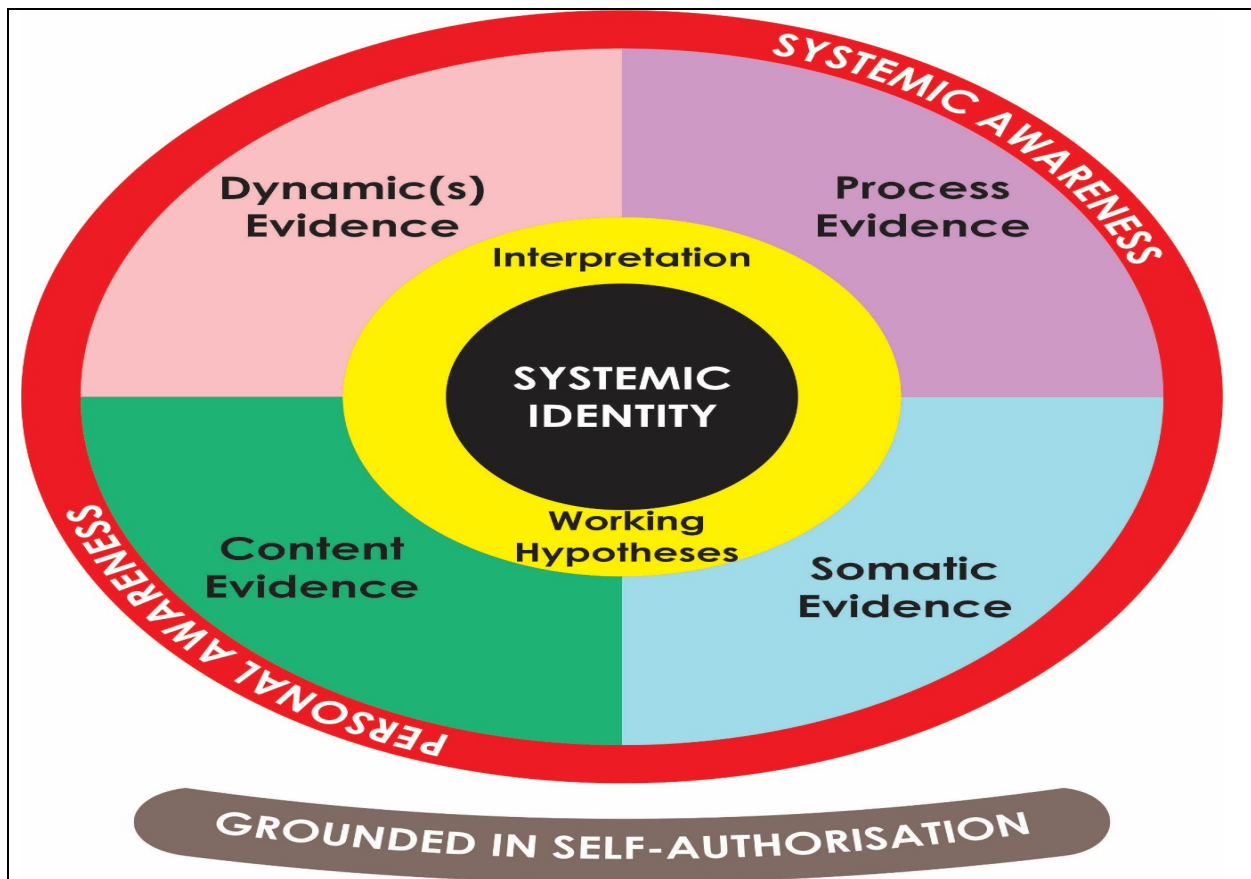 SYSTEMIC AWARENESS
Dynamic(s)
Evidence
Process
Evidence
Interpretation
SYSTEMIC
IDENTITY
Working
Hypotheses
Content
Evidence
Somatic
Evidence
PERSONAL AWARENESS
GROUNDED IN SELF-AUTHORISATION